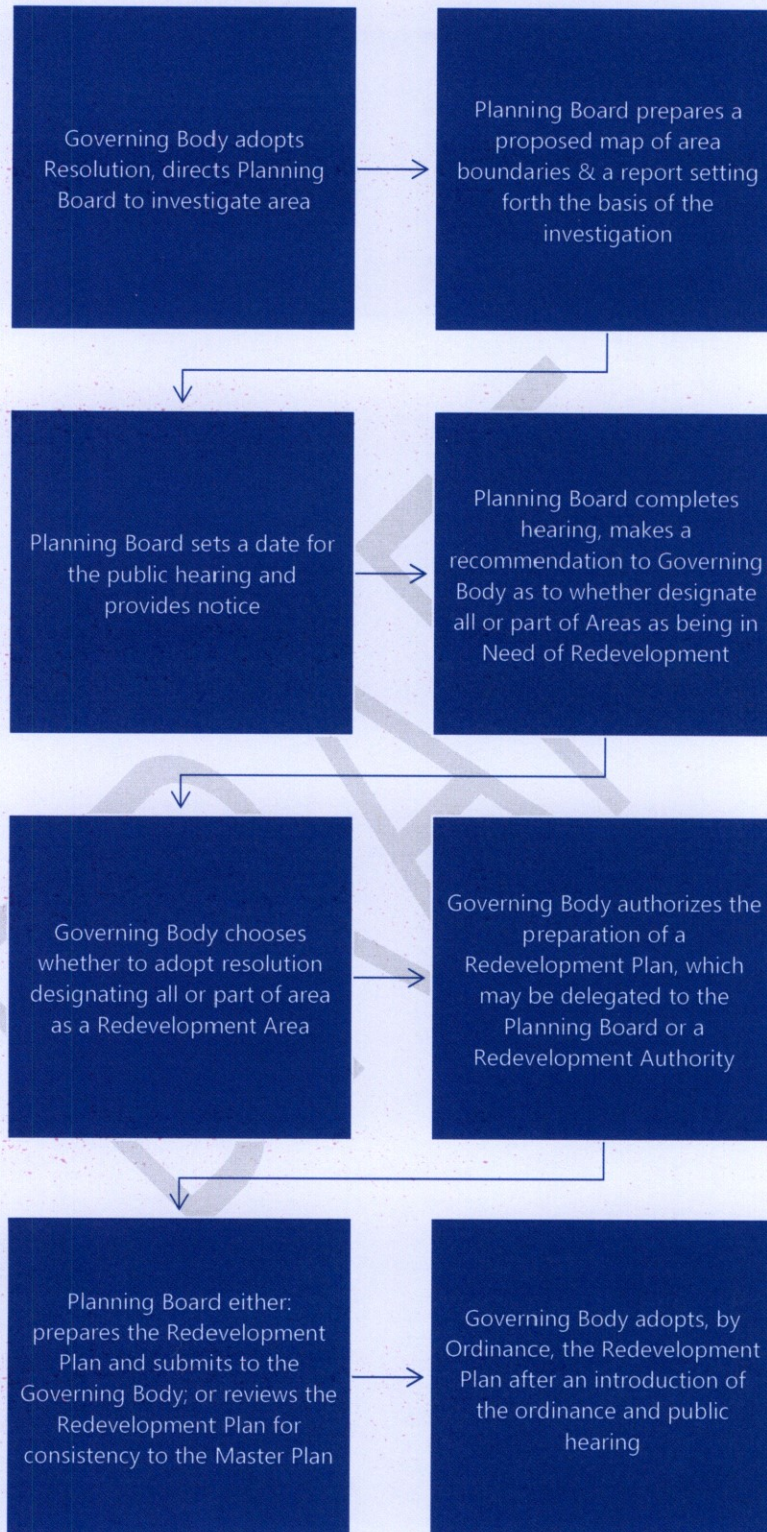 Governing Body adopts
Resolution, directs Planning
Board to investigate area
Planning Board prepares a
proposed map of area
boundaries & a report setting
forth the basis of the
investigation
Planning Board sets a date for
the public hearing and
provides notice
Planning Board completes
hearing, makes a
recommendation to Governing
Body as to whether designate
all or part of Areas as being in
Need of Redevelopment
Governing Body chooses
whether to adopt resolution
designating all or part of area
as a Redevelopment Area
Governing Body authorizes the
preparation of a
Redevelopment Plan, which
may be delegated to the
Planning Board or a
Redevelopment Authority
Planning Board either:
prepares the Redevelopment
Plan and submits to the
Governing Body; or reviews the
Redevelopment Plan for
consistency to the Master Plan
Governing Body adopts, by
Ordinance, the Redevelopment
Plan after an introduction of
the ordinance and public
hearing
DRAFT